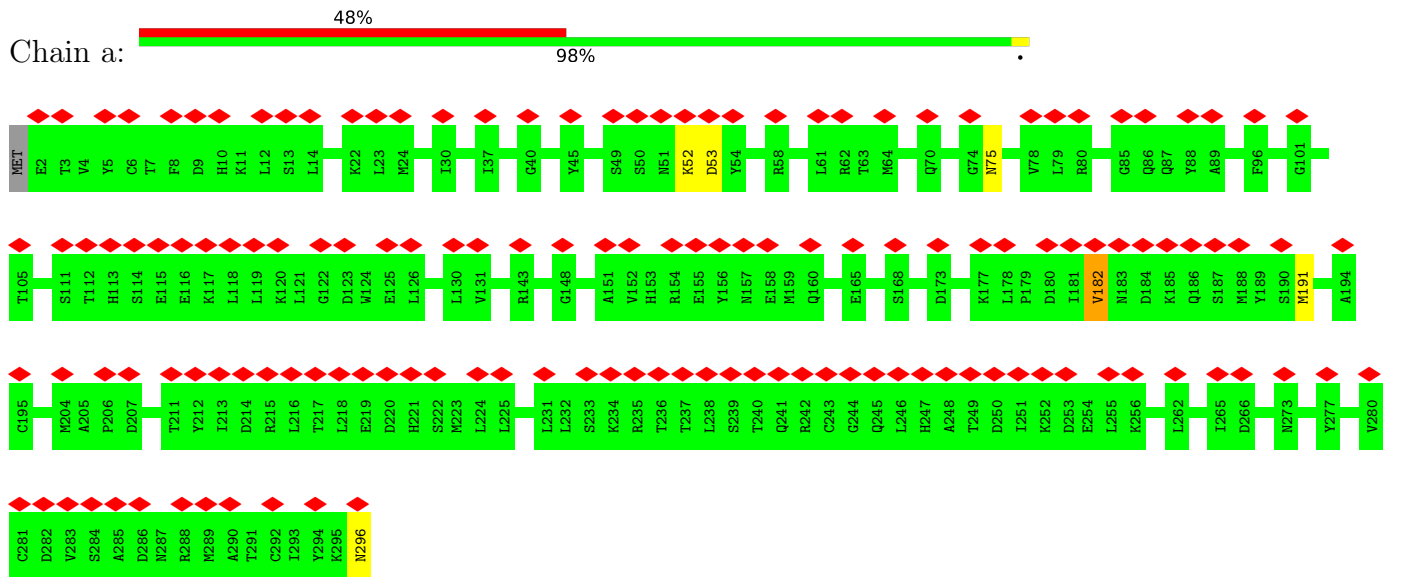 48%
Chain a:
98% .
MET E2 T3 V4 Y5 C6 T7 F8 D9 H10 K11 L12 S13 L14 K22 L23 M24 I30 I37 G40 Y45 S49 S50 N51 K52 D53 Y54 R58 L61 R62 T63 M64 Q70 G74 N75 V78 L79 R80 G85 Q86 Q87 Y88 A89 F96 G101
T105 S111 T112 H113 S114 E115 E116 K117 L118 L119 K120 L121 G122 D123 W124 E125 L126 L130 V131 R143 G148 A151 V152 H153 R154 E155 Y156 N157 E158 M159 Q160 E165 S168 D173 K177 L178 P179 D180 I181 V182 N183 D184 K185 Q186 S187 M188 Y189 S190 M191 A194
C195 M204 A205 P206 D207 T211 Y212 I213 D214 R215 L216 T217 L218 E219 D220 H221 S222 M223 L224 L225 L231 L232 S233 K234 R235 T236 T237 L238 S239 T240 Q241 R242 C243 G244 Q245 L246 H247 A248 T249 D250 I251 K252 D253 E254 L255 K256 L262 I265 D266 N273 Y277 V280
C281 D282 V283 S284 A285 D286 N287 R288 M289 A290 T291 C292 I293 Y294 K295 N296